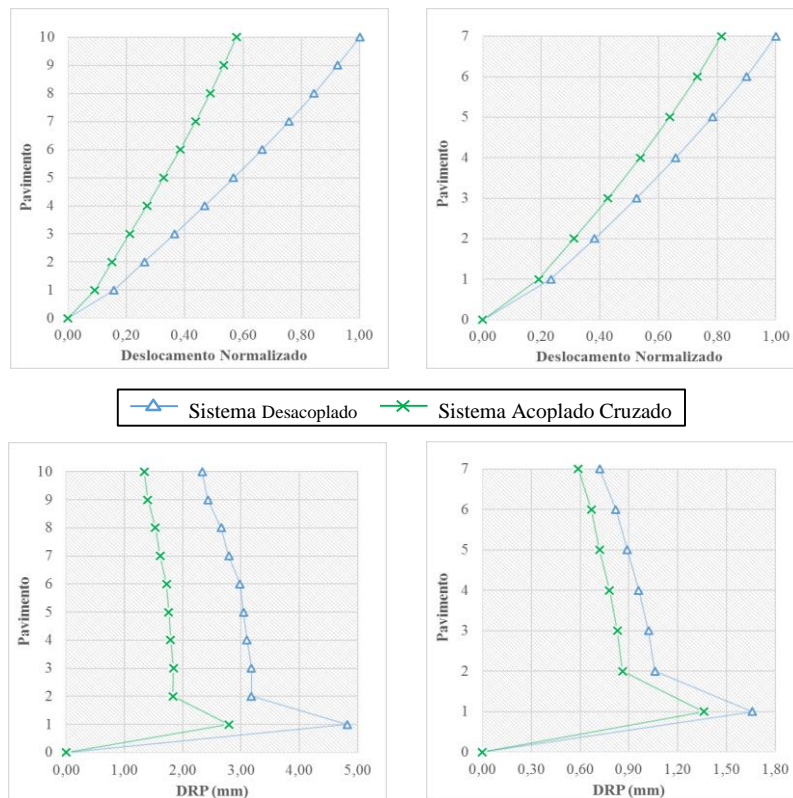 10
9
8
7
6
5
4
3
2
1
0
Pavimento
0,00 0,20 0,40 0,60 0,80 1,00
Deslocamento Normalizado
7
6
5
4
3
2
1
0
Pavimento
0,00 0,20 0,40 0,60 0,80 1,00
Deslocamento Normalizado
Sistema Desacoplado Sistema Acoplado Cruzado
10
9
8
7
6
5
4
3
2
1
0
Pavimento
0,00 1,00 2,00 3,00 4,00 5,00
DRP (mm)
7
6
5
4
3
2
1
0
Pavimento
0,00 0,30 0,60 0,90 1,20 1,50 1,80
DRP (mm)